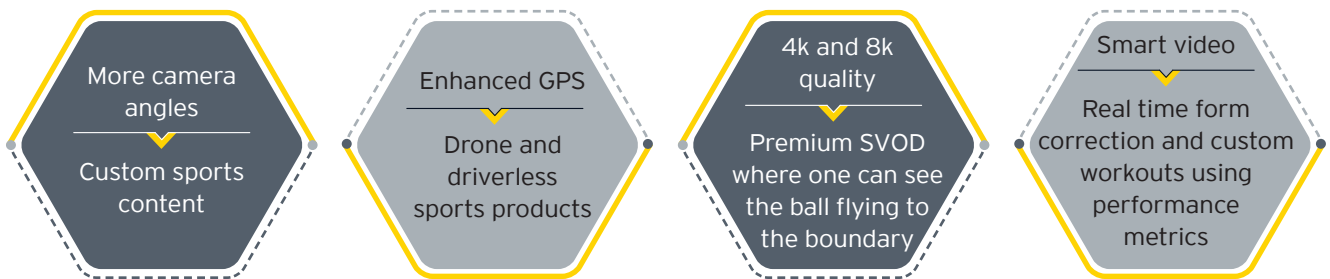 More camera
angles
Custom sports
content
Enhanced GPS
Drone and
driverless
sports products
4k and 8k
quality
Premium SVOD
where one can see
the ball flying to
the boundary
Smart video
Real time form
correction and custom
workouts using
performance
metrics